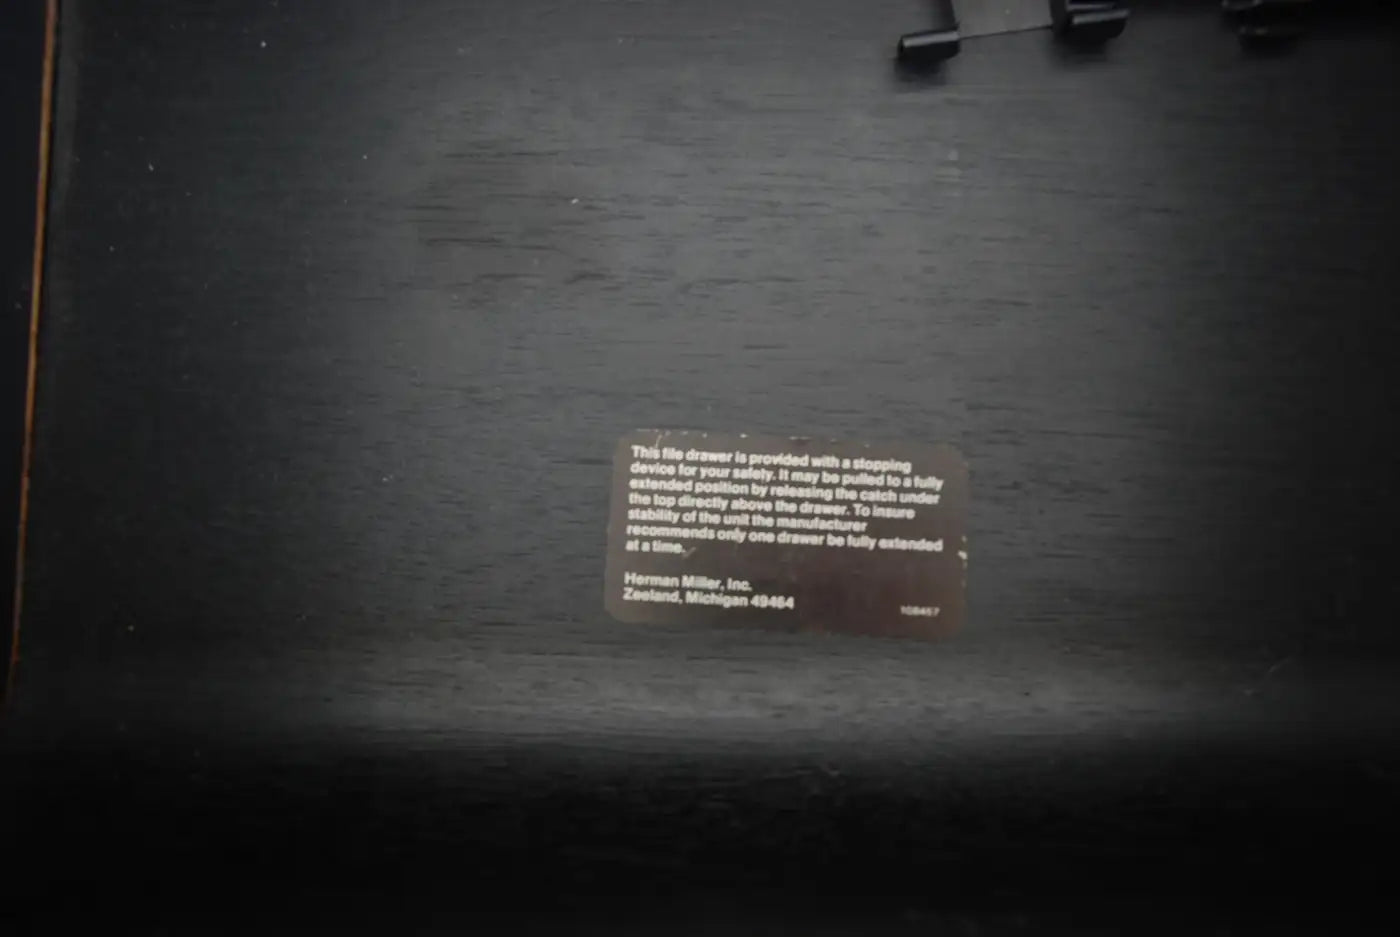 This file drawer is provided with a stopping
device for your safety. It may be pulled to a fully
extended position by releasing the catch under
the top directly above the drawer. To insure
stability of the unit the manufacturer
recommends only one drawer be fully extended
at a time.
Herman Miller, Inc.
Zeeland, Michigan 49464
108457